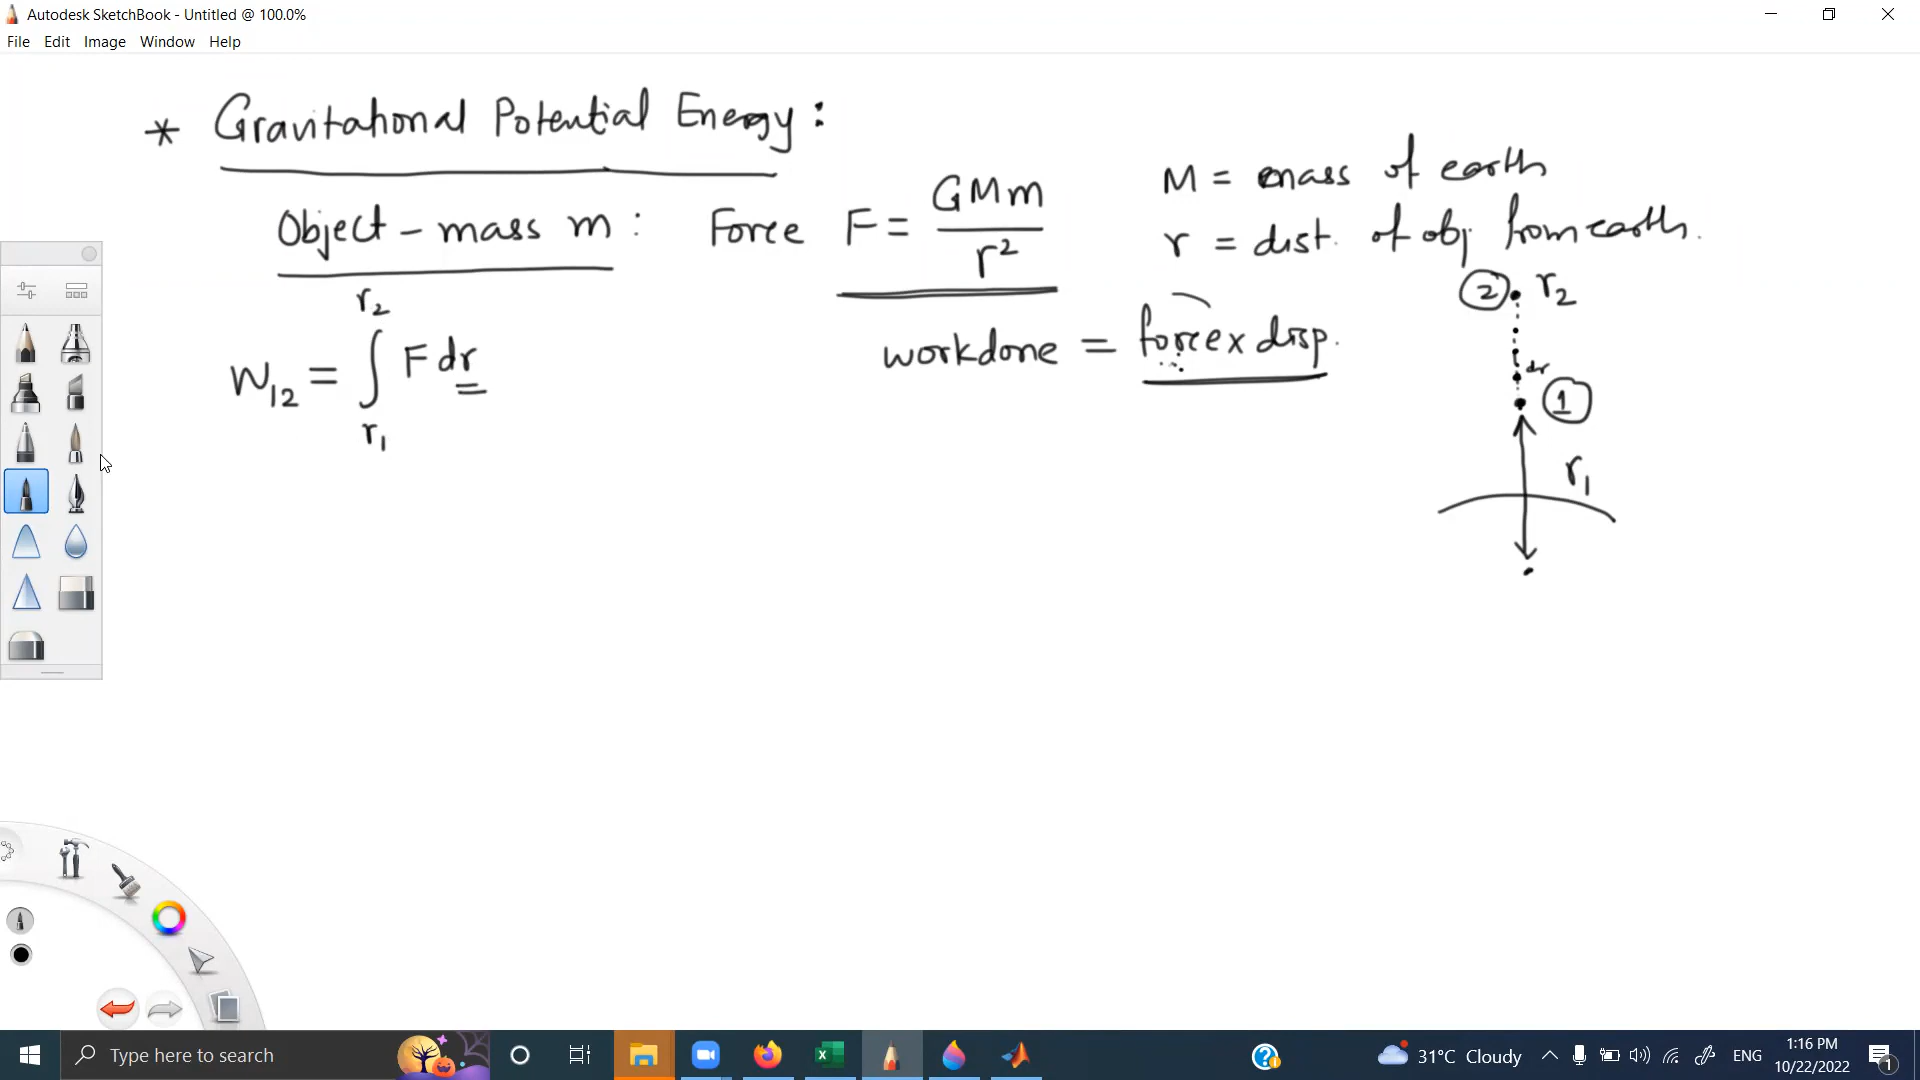 Autodesk SketchBook - Untitled @ 100.0%
File Edit Image Window Help
* Gravitational Potential Energy:
Object - mass m : Force F = GMm / r²
M = mass of earth
r = dist. of obj from earth.
② r₂
workdone = force x disp.
W₁₂ = ∫ F dr
r₂
r₁
dr
①
r₁
Type here to search
31°C Cloudy
ENG
1:16 PM
10/22/2022
1